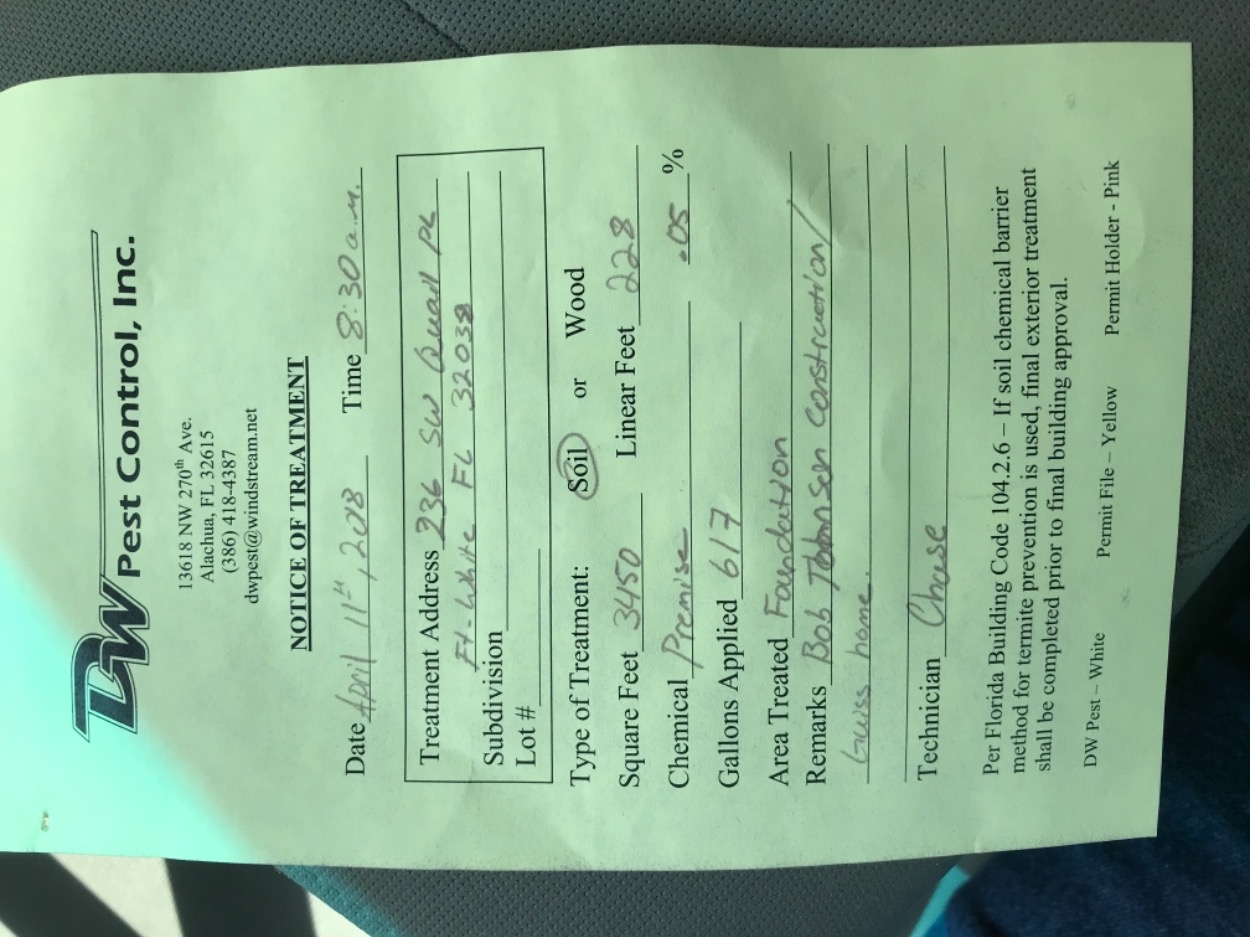 DW Pest Control, Inc.
13618 NW 270th Ave.
Alachua, FL 32615
(386) 418-4387
dwpest@windstream.net
NOTICE OF TREATMENT
Date April 11th, 2018 Time 8:30 a.m.
Treatment Address 236 SW Quail PL
Ft. White FL 32038
Subdivision
Lot #
Type of Treatment: Soil or Wood
Square Feet 3450 Linear Feet 228
Chemical Premise .05 %
Gallons Applied 617
Area Treated Foundation
Remarks Bob Construction/
home.
Technician Chase
Per Florida Building Code 104.2.6 – If soil chemical barrier
method for termite prevention is used, final exterior treatment
shall be completed prior to final building approval.
DW Pest – White Permit File – Yellow Permit Holder - Pink